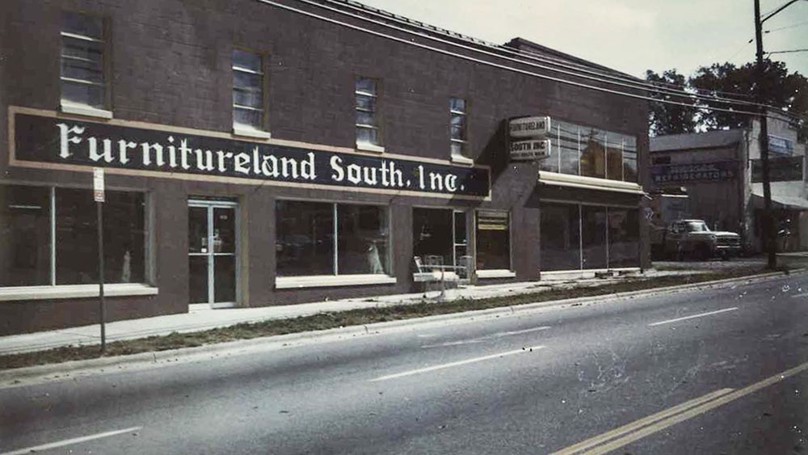 Furnitureland South, Inc.
FURNITURELAND
SOUTH INC
REFRIGERATORS